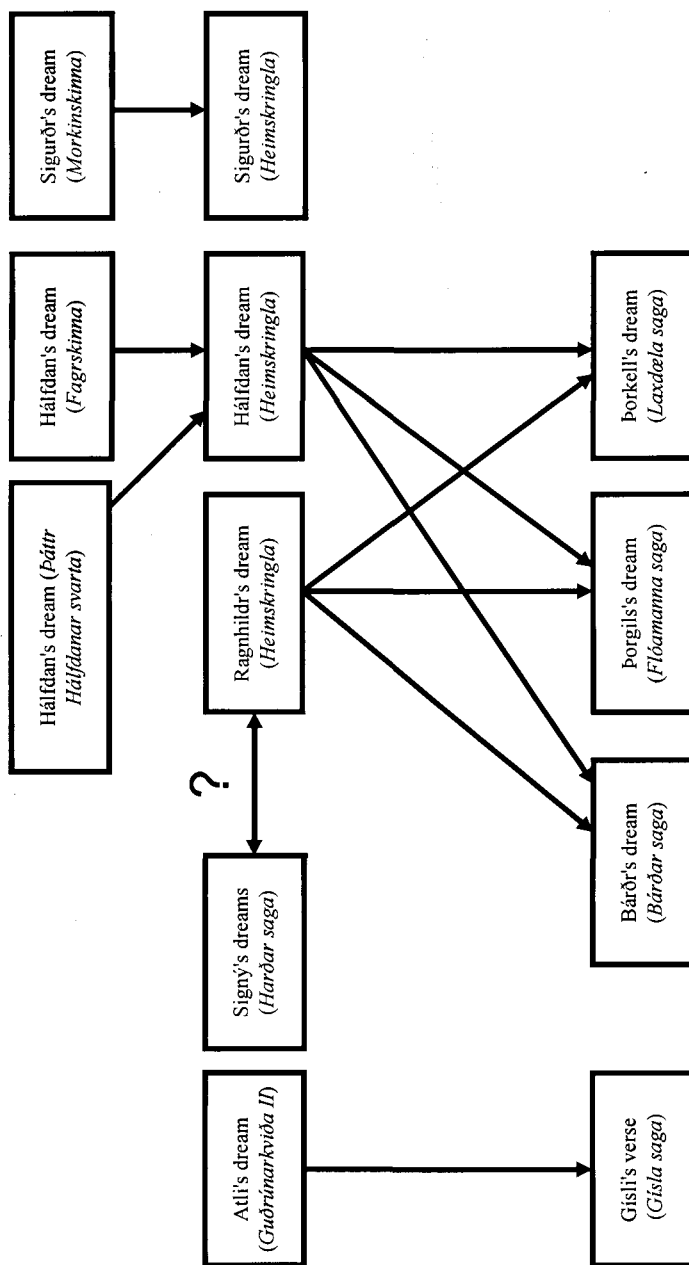 Hálfdan's dream (Þáttr
Hálfdanar svarta)
Hálfdan's dream
(Fagrskinna)
Sigurðr's dream
(Morkinskinna)
Atli's dream
(Guðrúnarkviða II)
Signý's dreams
(Harðar saga)
?
Ragnhildr's dream
(Heimskringla)
Hálfdan's dream
(Heimskringla)
Sigurðr's dream
(Heimskringla)
Gísli's verse
(Gísla saga)
Bárðr's dream
(Bárðar saga)
Þorgils's dream
(Flóamanna saga)
Þorkell's dream
(Laxdœla saga)